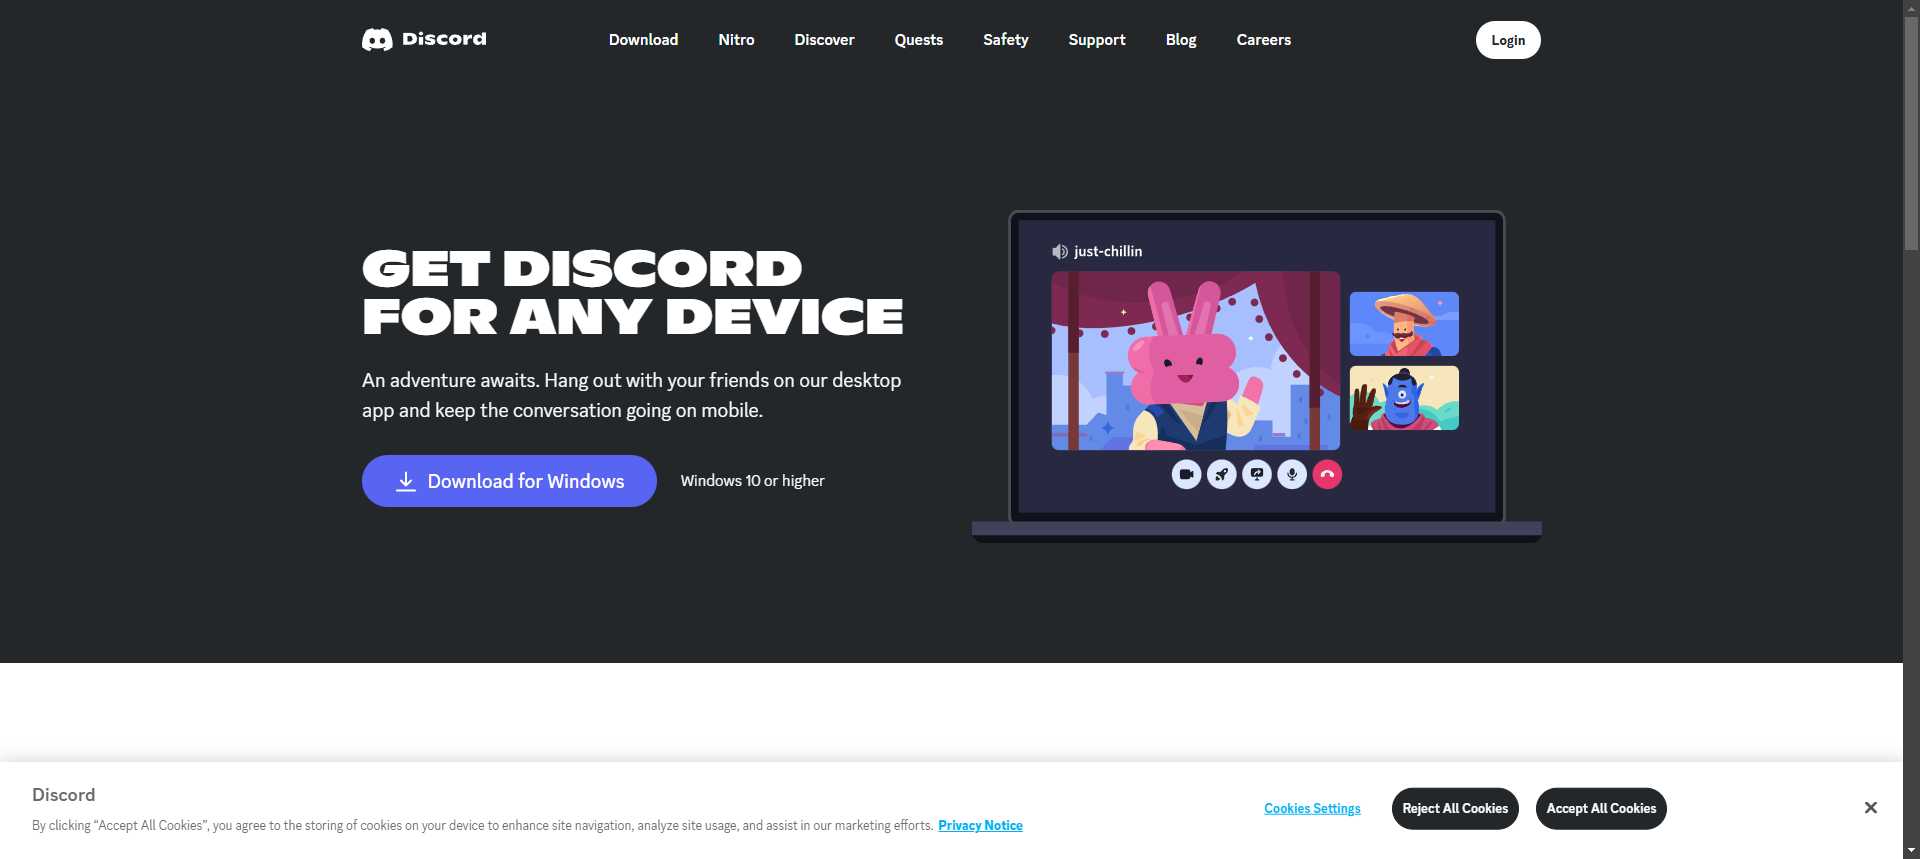 Discord
Download Nitro Discover Quests Safety Support Blog Careers
Login
GET DISCORD
FOR ANY DEVICE
An adventure awaits. Hang out with your friends on our desktop
app and keep the conversation going on mobile.
Download for Windows
Windows 10 or higher
just-chillin
Discord
By clicking “Accept All Cookies”, you agree to the storing of cookies on your device to enhance site navigation, analyze site usage, and assist in our marketing efforts. Privacy Notice
Cookies Settings
Reject All Cookies
Accept All Cookies